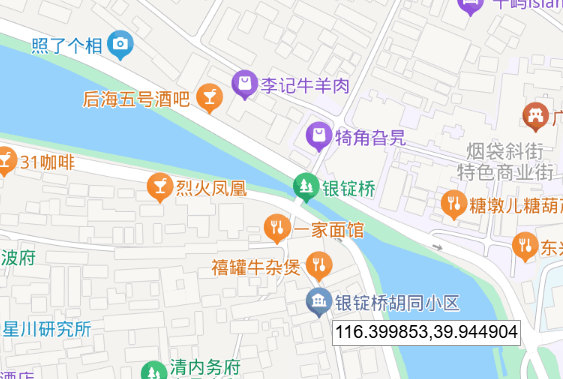 照了个相
李记牛羊肉
后海五号酒吧
犄角旮旯
烟袋斜街
特色商业街
31咖啡
烈火凤凰
银锭桥
糖墩儿糖葫芦
一家面馆
禧罐牛杂煲
波府
银锭桥胡同小区
116.399853,39.944904
星川研究所
清内务府
酒店